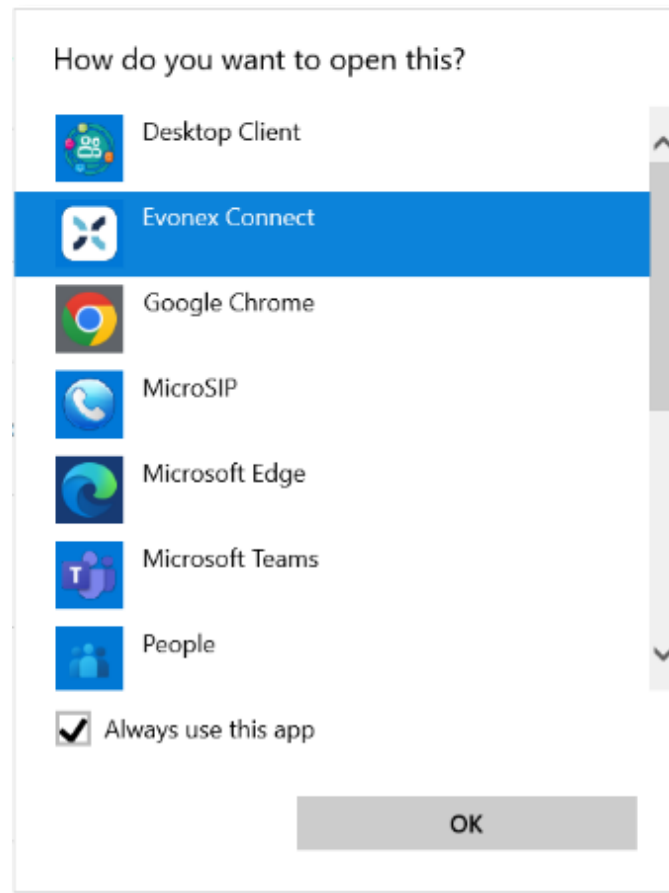 How do you want to open this?
Desktop Client
Evonex Connect
Google Chrome
MicroSIP
Microsoft Edge
T
Microsoft Teams
People
Always use this app
OK